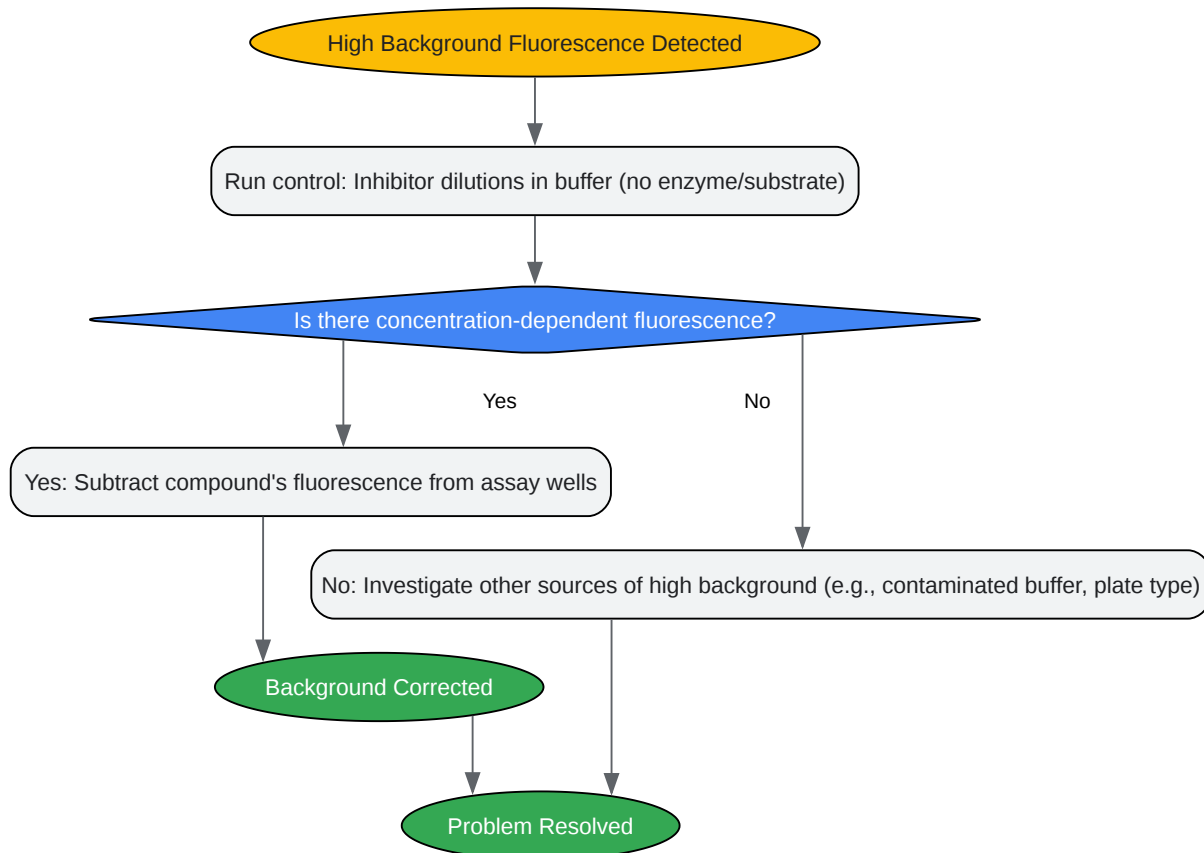 High Background Fluorescence Detected
Run control: Inhibitor dilutions in buffer (no enzyme/substrate)
Is there concentration-dependent fluorescence?
Yes
No
Yes: Subtract compound's fluorescence from assay wells
No: Investigate other sources of high background (e.g., contaminated buffer, plate type)
Background Corrected
Problem Resolved